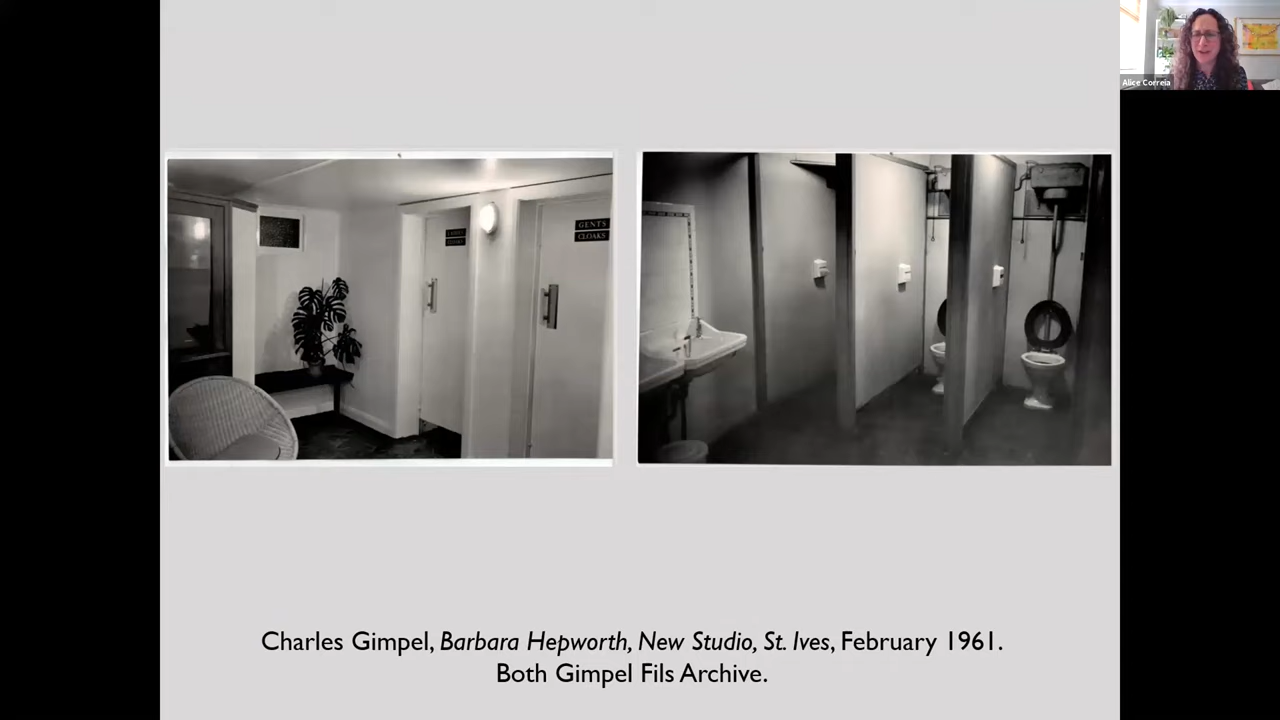 Alice Correia
LADIES
CLOAKS
GENTS
CLOAKS
Charles Gimpel, Barbara Hepworth, New Studio, St. Ives, February 1961.
Both Gimpel Fils Archive.